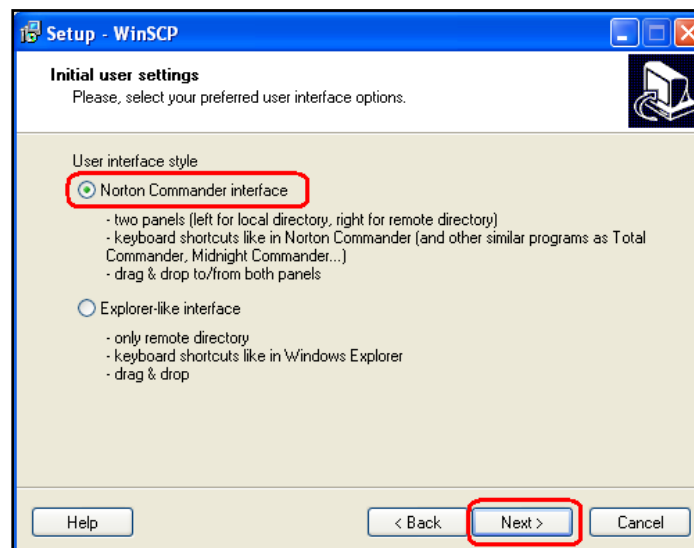 Setup - WinSCP
Initial user settings
Please, select your preferred user interface options.
User interface style
Norton Commander interface
- two panels (left for local directory, right for remote directory)
- keyboard shortcuts like in Norton Commander (and other similar programs as Total
Commander, Midnight Commander...)
- drag & drop to/from both panels
Explorer-like interface
- only remote directory
- keyboard shortcuts like in Windows Explorer
- drag & drop
Help
< Back
Next >
Cancel